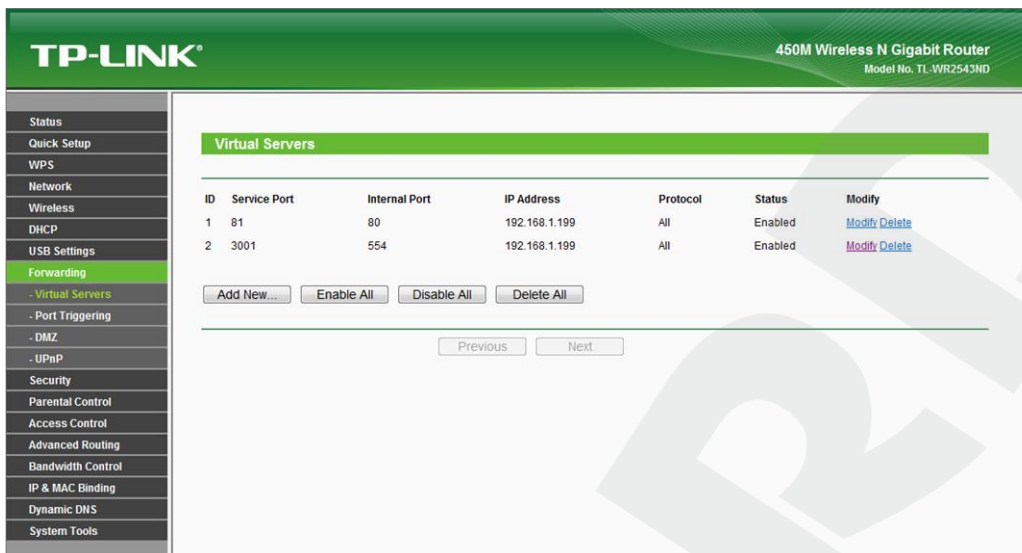 TP-LINK®
450M Wireless N Gigabit Router
Model No. TL-WR2543ND
Status
Quick Setup
WPS
Network
Wireless
DHCP
USB Settings
Forwarding
- Virtual Servers
- Port Triggering
- DMZ
- UPnP
Security
Parental Control
Access Control
Advanced Routing
Bandwidth Control
IP & MAC Binding
Dynamic DNS
System Tools
Virtual Servers
ID Service Port Internal Port IP Address Protocol Status Modify
1 81 80 192.168.1.199 All Enabled Modify Delete
2 3001 554 192.168.1.199 All Enabled Modify Delete
Add New... Enable All Disable All Delete All
Previous Next